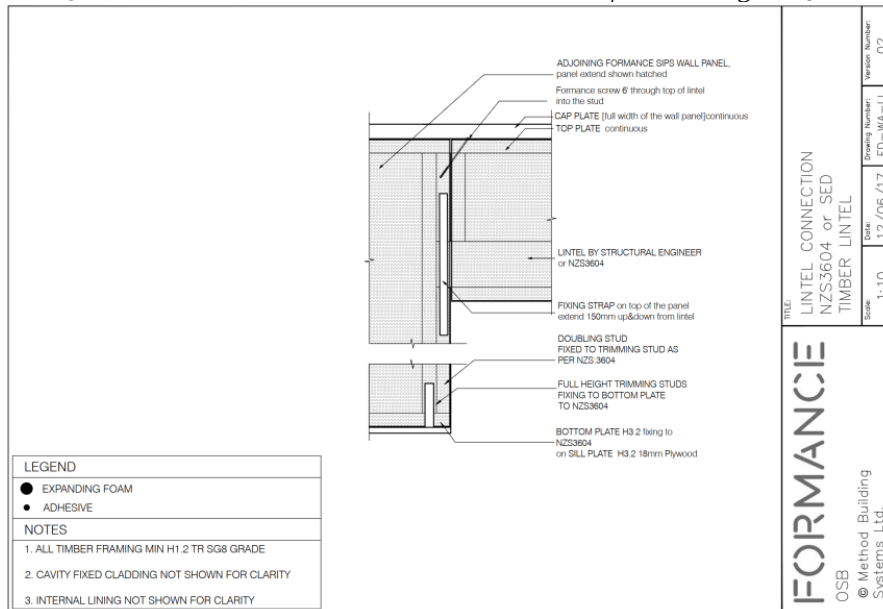 ADJOINING FORMANCE SIPS WALL PANEL,
panel extend shown hatched
Formance screw 6' through top of lintel
into the stud
CAP PLATE [full width of the wall panel]continuous
TOP PLATE continuous
LINTEL BY STRUCTURAL ENGINEER
or NZS3604
FIXING STRAP on top of the panel
extend 150mm up&down from lintel
DOUBLING STUD
FIXED TO TRIMMING STUD AS
PER NZS:3604
FULL HEIGHT TRIMMING STUDS
FIXING TO BOTTOM PLATE
TO NZS3604
BOTTOM PLATE H3.2 fixing to
NZS3604
on SILL PLATE H3.2 18mm Plywood
LEGEND
EXPANDING FOAM
ADHESIVE
NOTES
1. ALL TIMBER FRAMING MIN H1.2 TR SG8 GRADE
2. CAVITY FIXED CLADDING NOT SHOWN FOR CLARITY
3. INTERNAL LINING NOT SHOWN FOR CLARITY
TITLE:
LINTEL CONNECTION
NZS3604 or SED
TIMBER LINTEL
Scale:
1:10
Date:
12/06/17
Drawing Number:
Version Number:
02
FORMANCE
OSB
© Method Building
Systems Ltd.